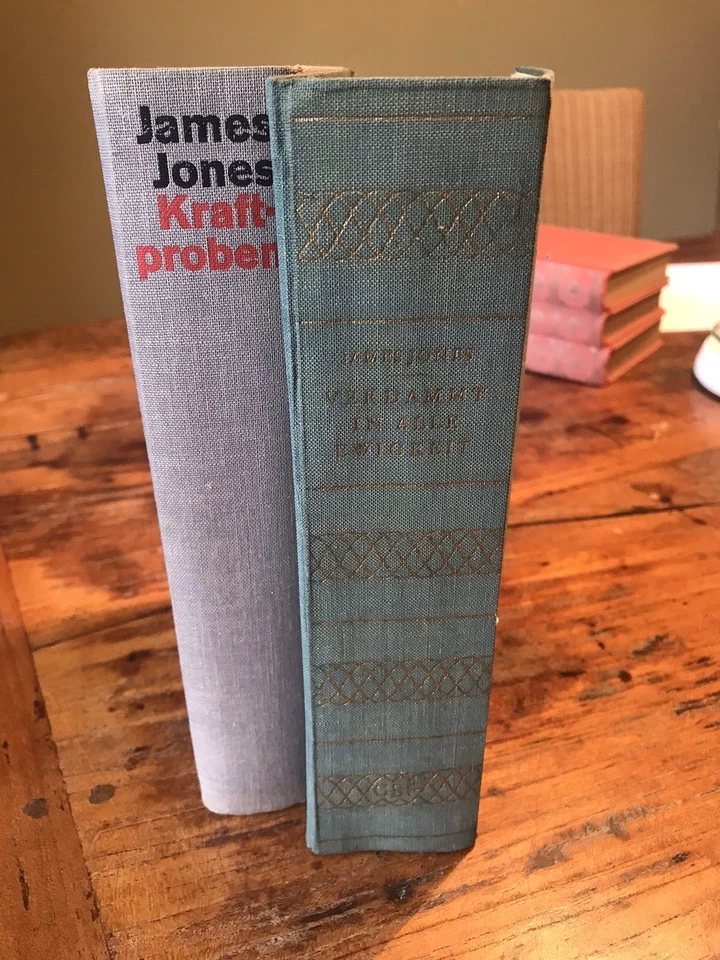 James
Jones
Kraft-
proben
JAMES JONES
VERDAMMT
IN ALLE
EWIGKEIT